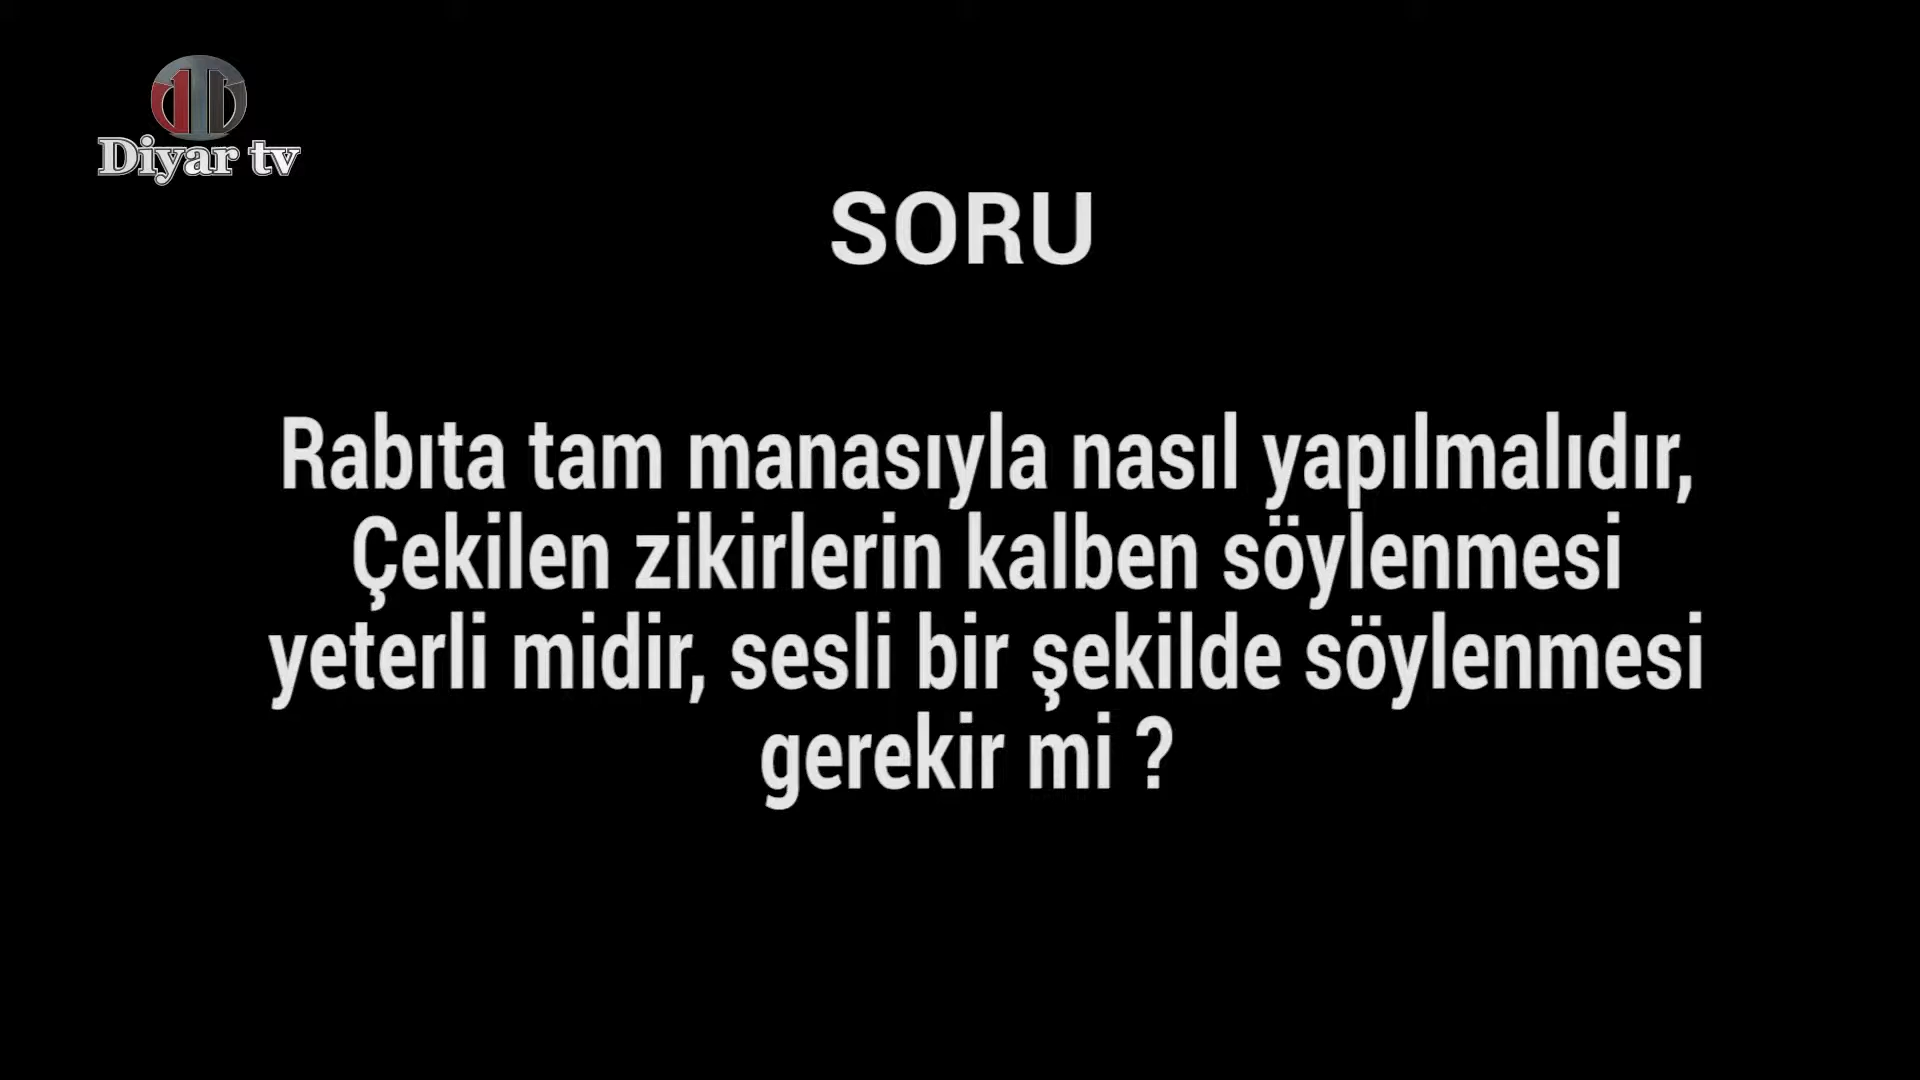 Diyar tv
SORU
Rabıta tam manasıyla nasıl yapılmalıdır,
Çekilen zikirlerin kalben söylenmesi
yeterli midir, sesli bir şekilde söylenmesi
gerekir mi ?